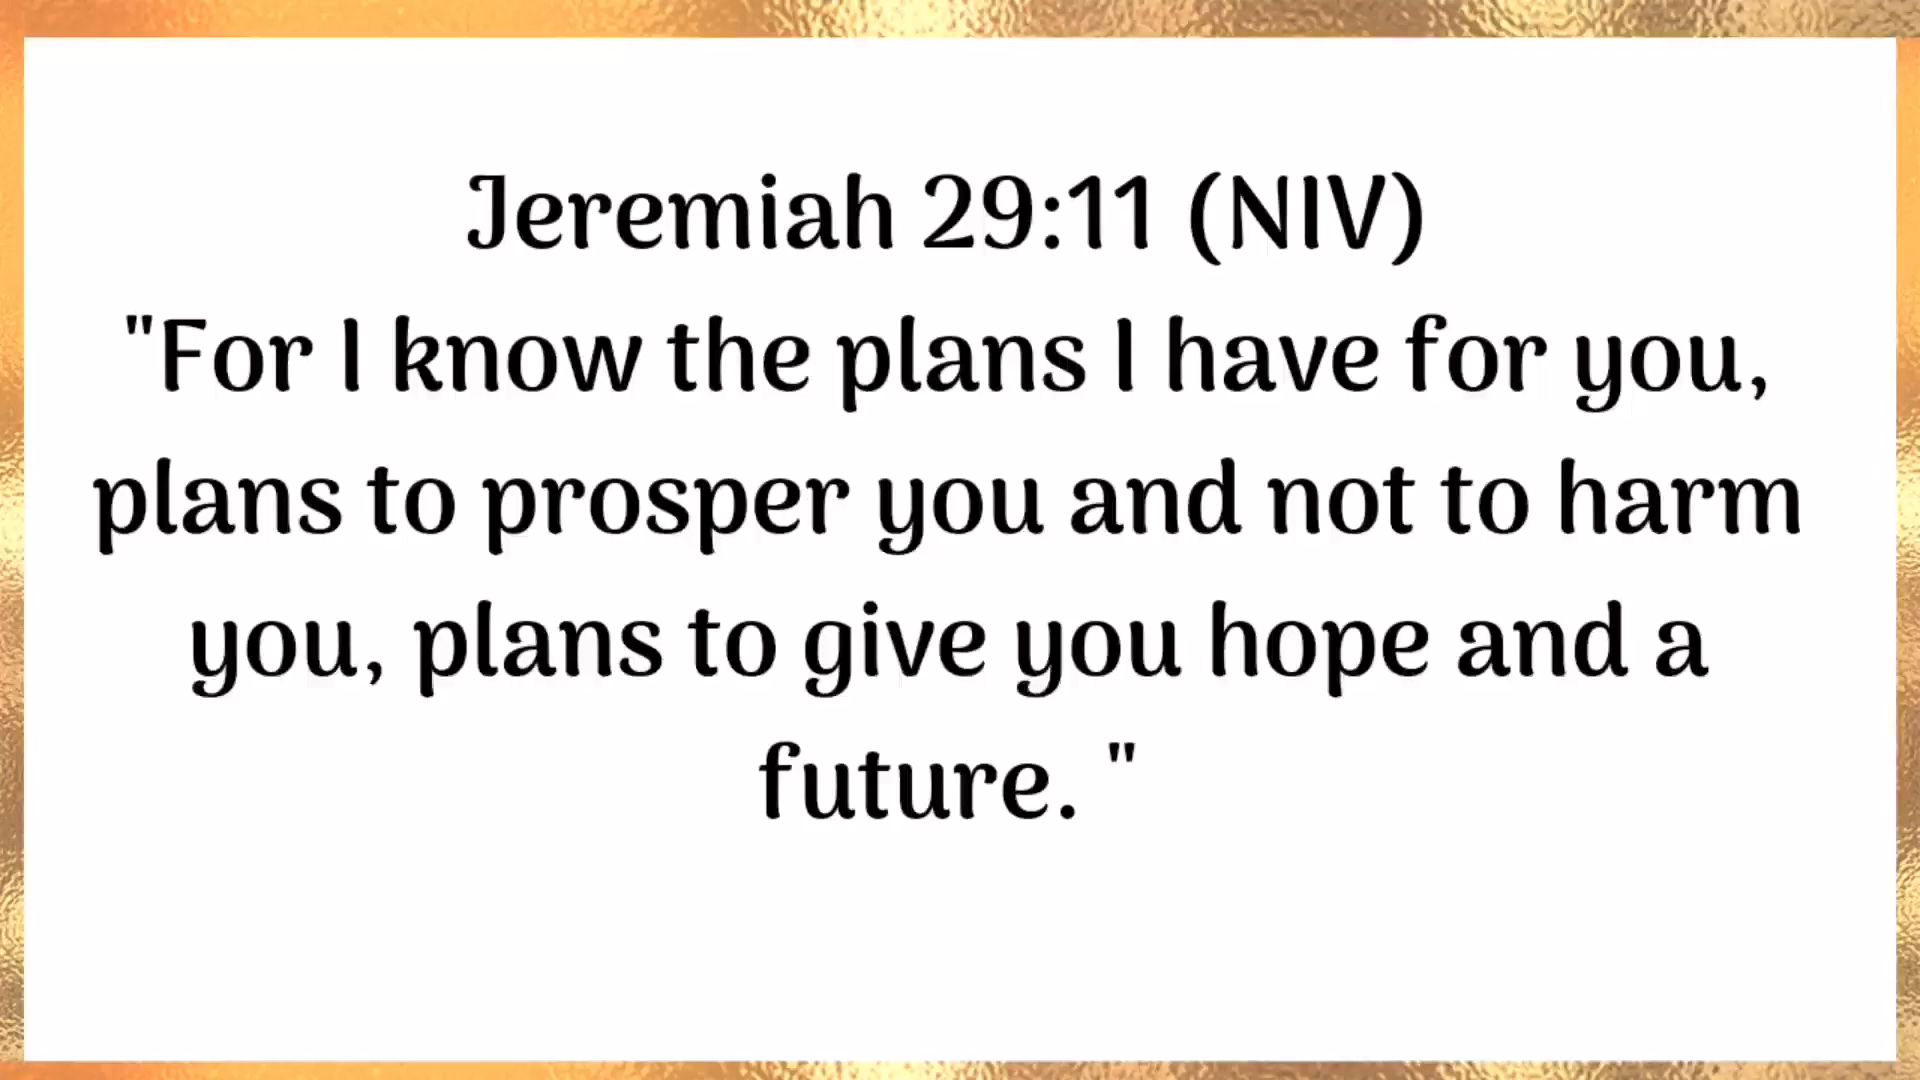 Jeremiah 29:11 (NIV)
"For I know the plans I have for you,
plans to prosper you and not to harm
you, plans to give you hope and a
future. "